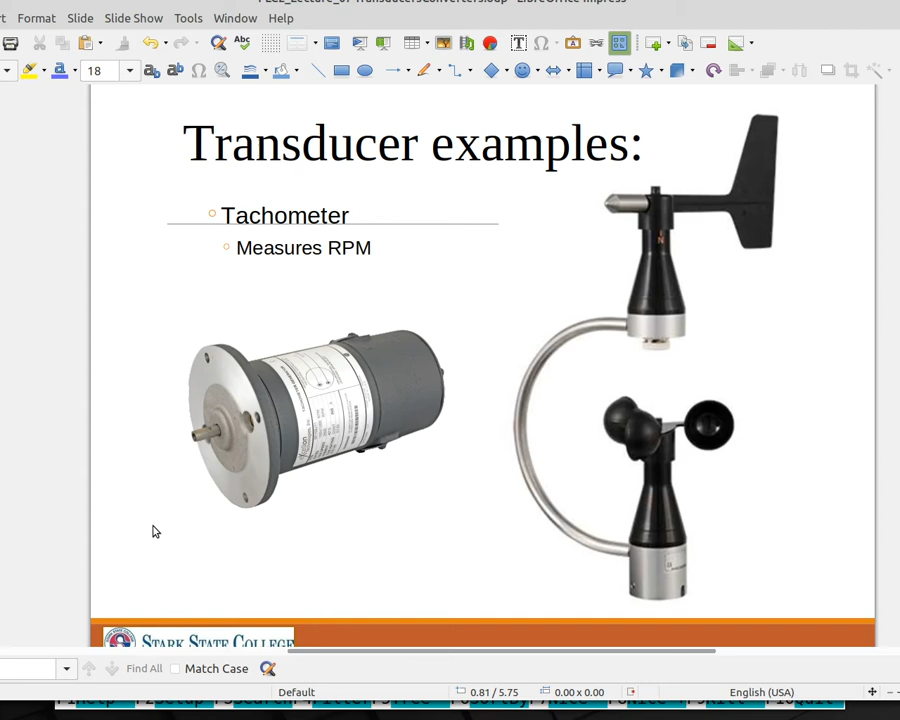 Format Slide Slide Show Tools Window Help
18
Transducer examples:
Tachometer
Measures RPM
N
STARK STATE COLLEGE
Find All Match Case
Default 0.81 / 5.75 0.00 x 0.00 English (USA)